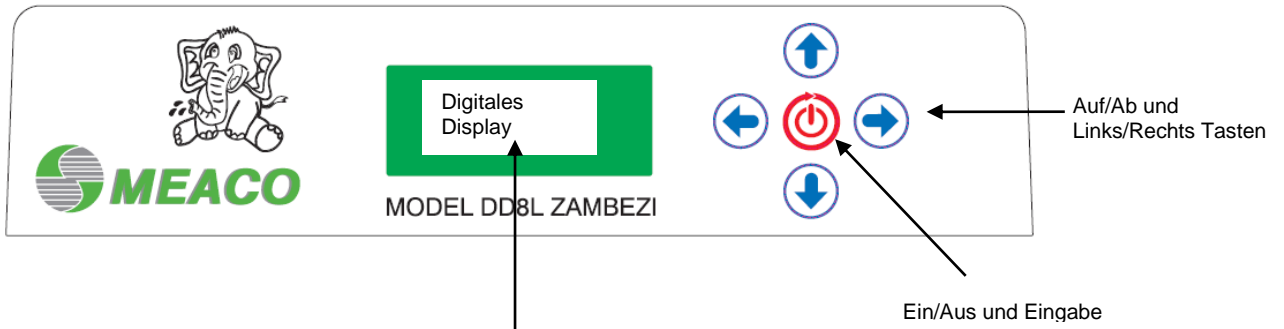 Digitales
Display
Auf/Ab und
Links/Rechts Tasten
MEACO
MODEL DD8L ZAMBEZI
Ein/Aus und Eingabe